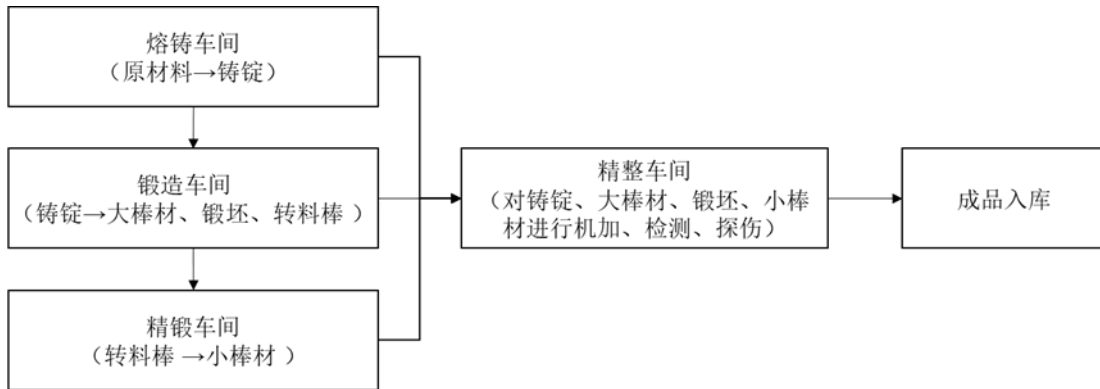 熔铸车间
（原材料→铸锭）
锻造车间
（铸锭→大棒材、锻坯、转料棒 ）
精锻车间
（转料棒 →小棒材 ）
精整车间
（对铸锭、大棒材、锻坯、小棒
材进行机加、检测、探伤）
成品入库